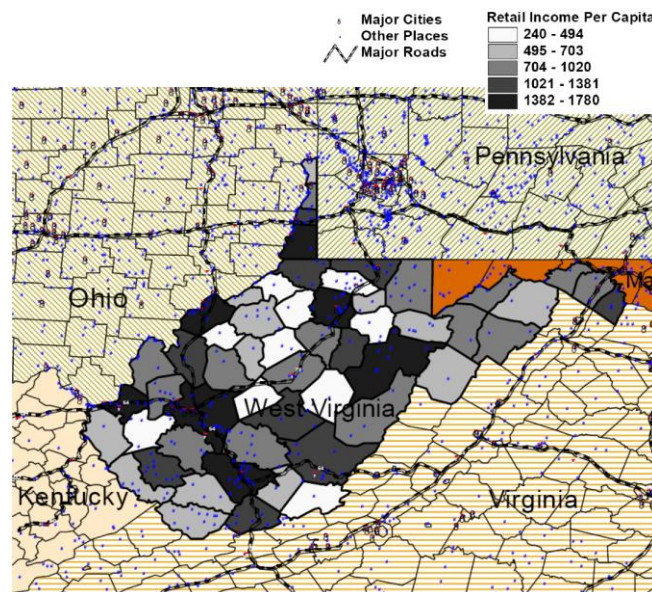 Major Cities
Other Places
Major Roads
Retail Income Per Capita
240 - 494
495 - 703
704 - 1020
1021 - 1381
1382 - 1780
Pennsylvania
Ohio
Ma
West Virginia
Kentucky
Virginia